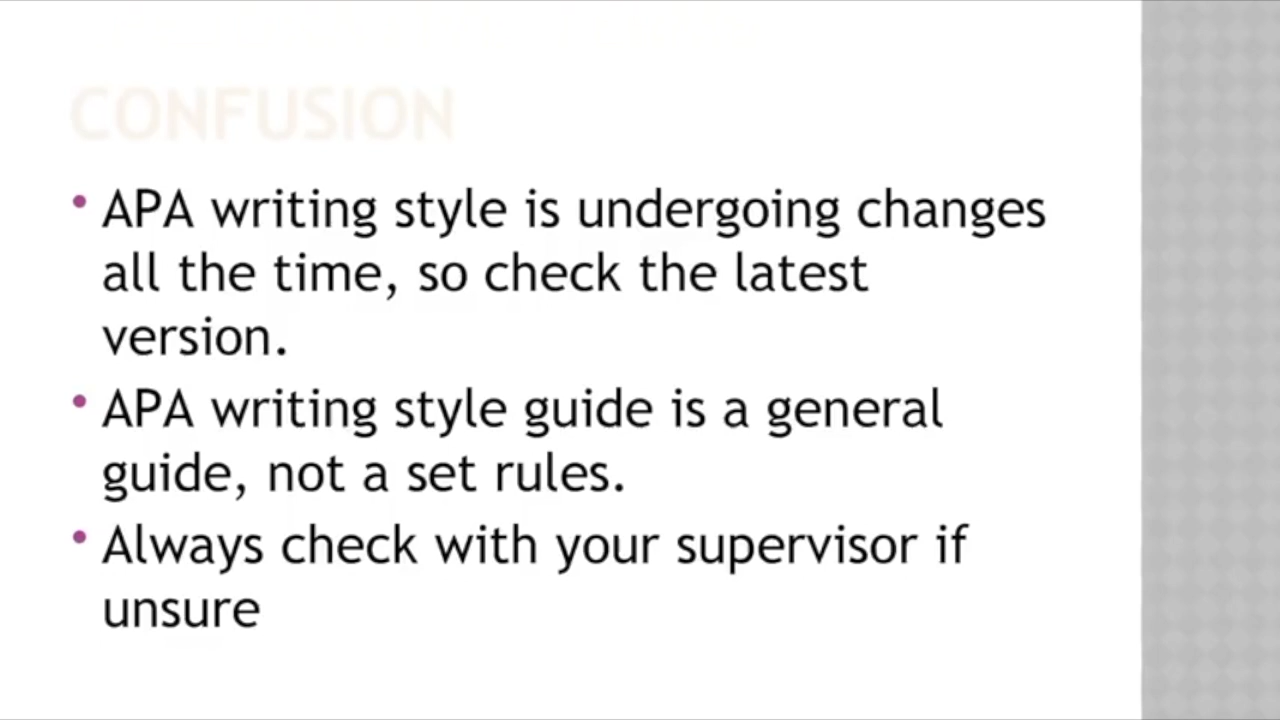 CONFUSION
• APA writing style is undergoing changes
all the time, so check the latest
version.
• APA writing style guide is a general
guide, not a set rules.
• Always check with your supervisor if
unsure